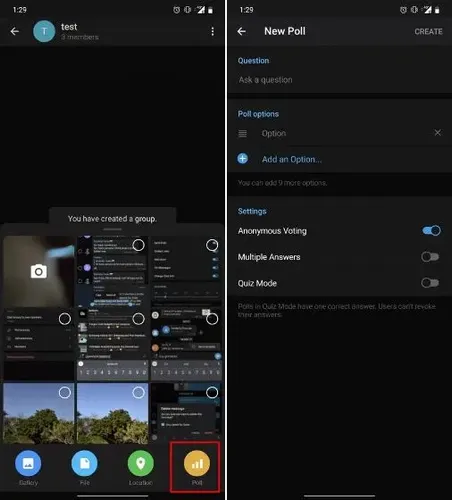 1:29
T
test
3 members
You have created a group.
Gallery
File
Location
Poll
1:29
New Poll
CREATE
Question
Ask a question
Poll options
Option
Add an Option...
You can add 9 more options.
Settings
Anonymous Voting
Multiple Answers
Quiz Mode
Polls in Quiz Mode have one correct answer. Users can't revoke
their answers.